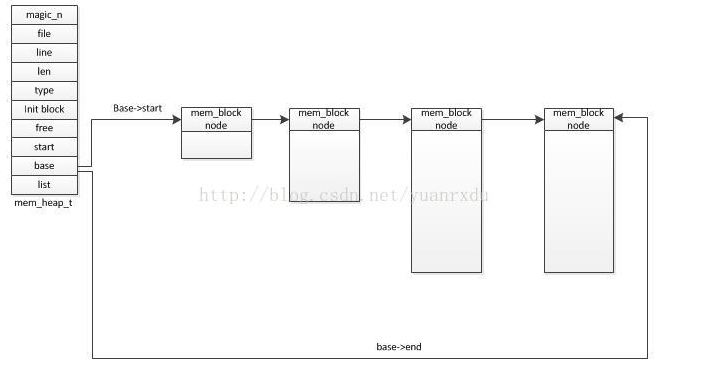 magic_n
file
line
len
type
Init block
free
start
base
list
mem_heap_t
Base->start
mem_block
node
mem_block
node
mem_block
node
mem_block
node
http://blog.csdn.net/yuanrxdu
base->end